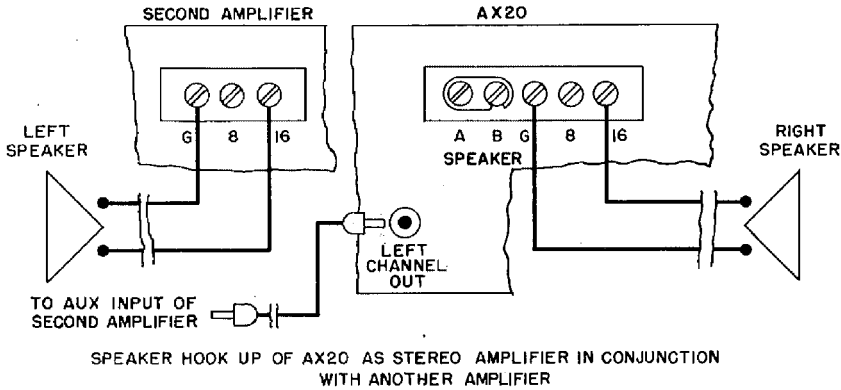 SECOND AMPLIFIER
AX20
G 8 16
A B G 8 16
SPEAKER
LEFT
SPEAKER
RIGHT
SPEAKER
LEFT
CHANNEL
OUT
TO AUX INPUT OF
SECOND AMPLIFIER
SPEAKER HOOK UP OF AX20 AS STEREO AMPLIFIER IN CONJUNCTION
WITH ANOTHER AMPLIFIER